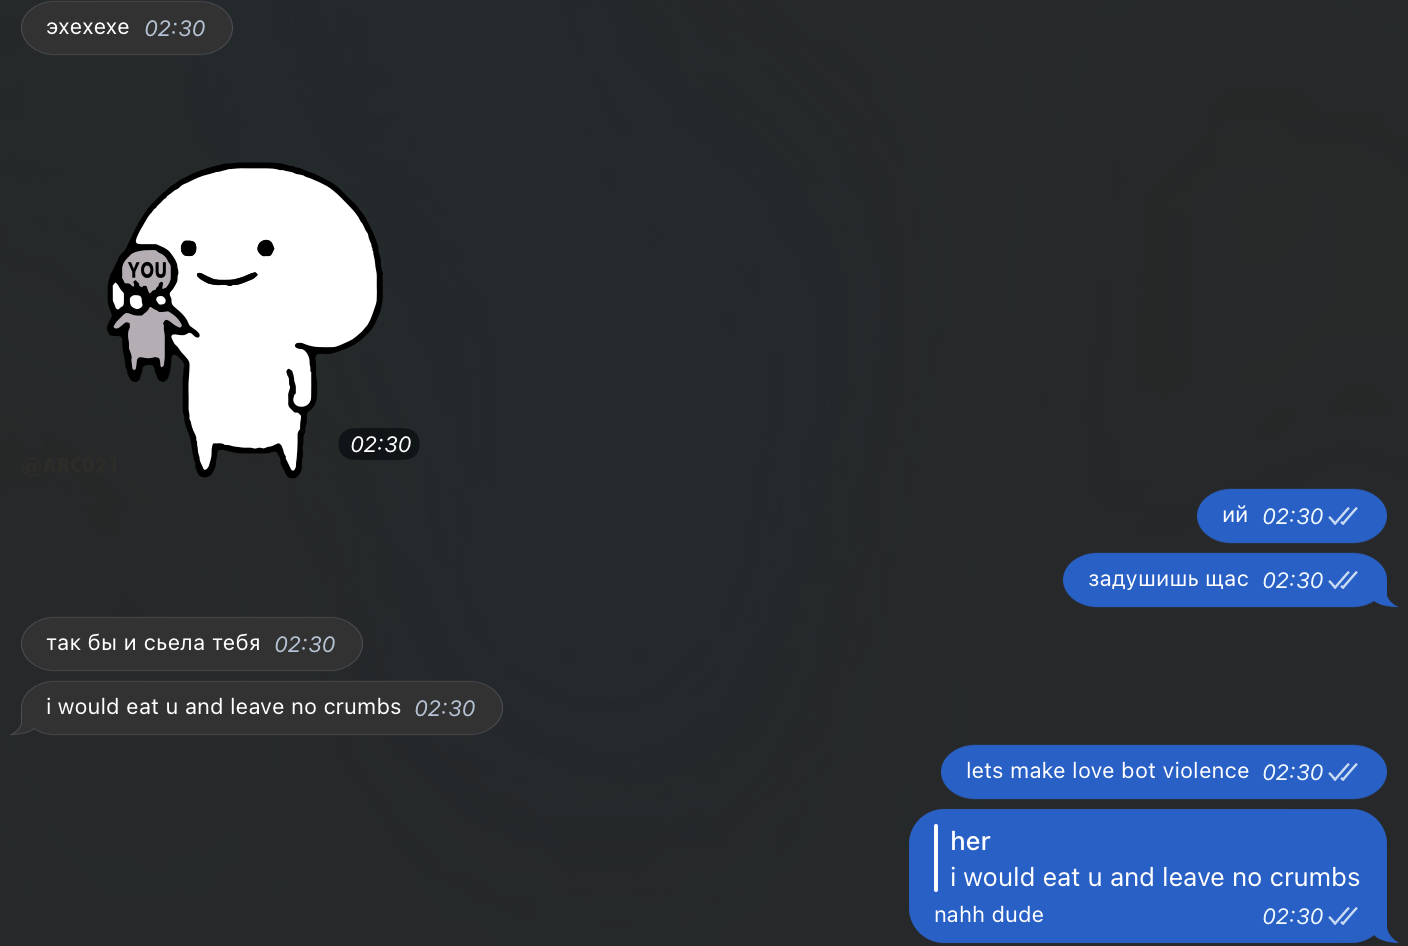 эхехехе 02:30
YOU
02:30
@ARC021
ий 02:30
задушишь щас 02:30
так бы и сьела тебя 02:30
i would eat u and leave no crumbs 02:30
lets make love bot violence 02:30
her
i would eat u and leave no crumbs
nahh dude 02:30